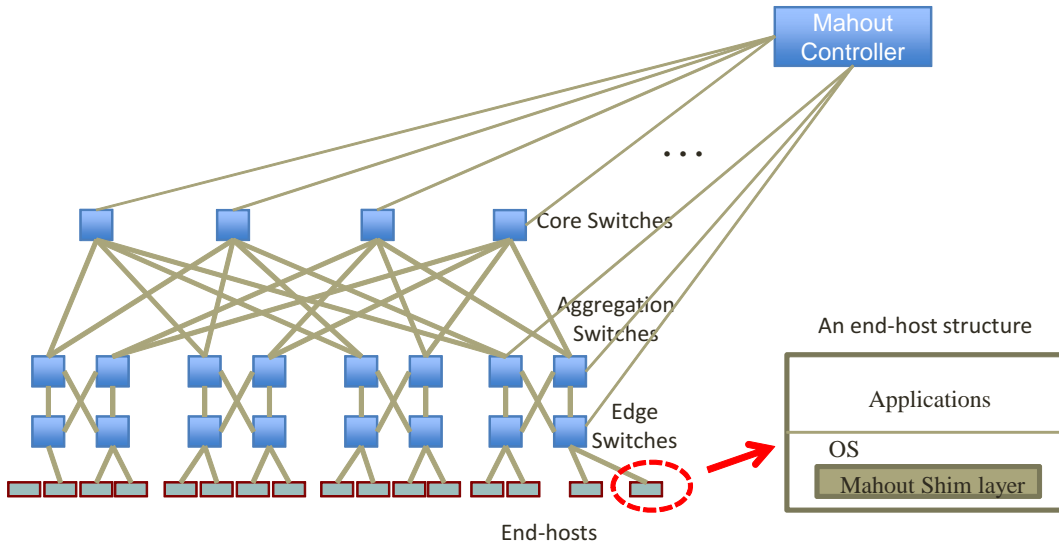 Mahout
Controller
...
Core Switches
Aggregation
Switches
An end-host structure
Applications
Edge
Switches
OS
Mahout Shim layer
End-hosts